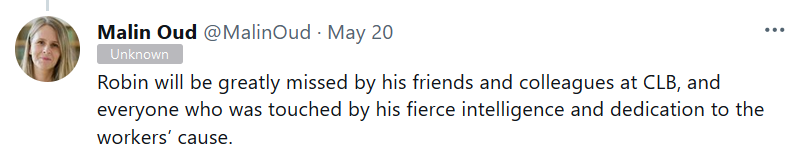 Malin Oud @MalinOud · May 20
Unknown
Robin will be greatly missed by his friends and colleagues at CLB, and
everyone who was touched by his fierce intelligence and dedication to the
workers’ cause.